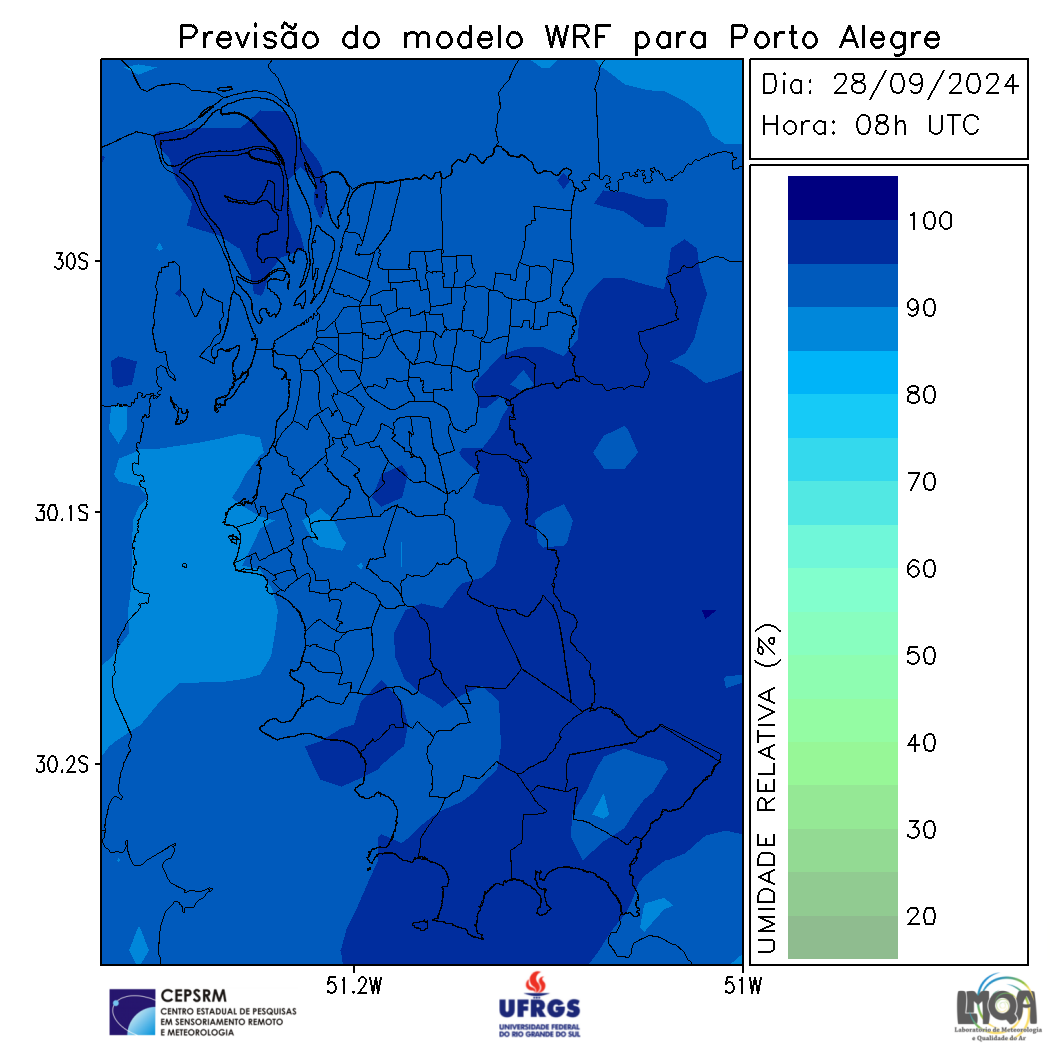 Previsão do modelo WRF para Porto Alegre
Dia: 28/09/2024
Hora: 08h UTC
30S
30.1S
30.2S
51.2W
51W
UMIDADE RELATIVA (%)
100
90
80
70
60
50
40
30
20
CEPSRM
CENTRO ESTADUAL DE PESQUISAS
EM SENSORIAMENTO REMOTO
E METEOROLOGIA
UFRGS
UNIVERSIDADE FEDERAL
DO RIO GRANDE DO SUL
LMQA
Laboratório de Meteorologia
e Qualidade do Ar